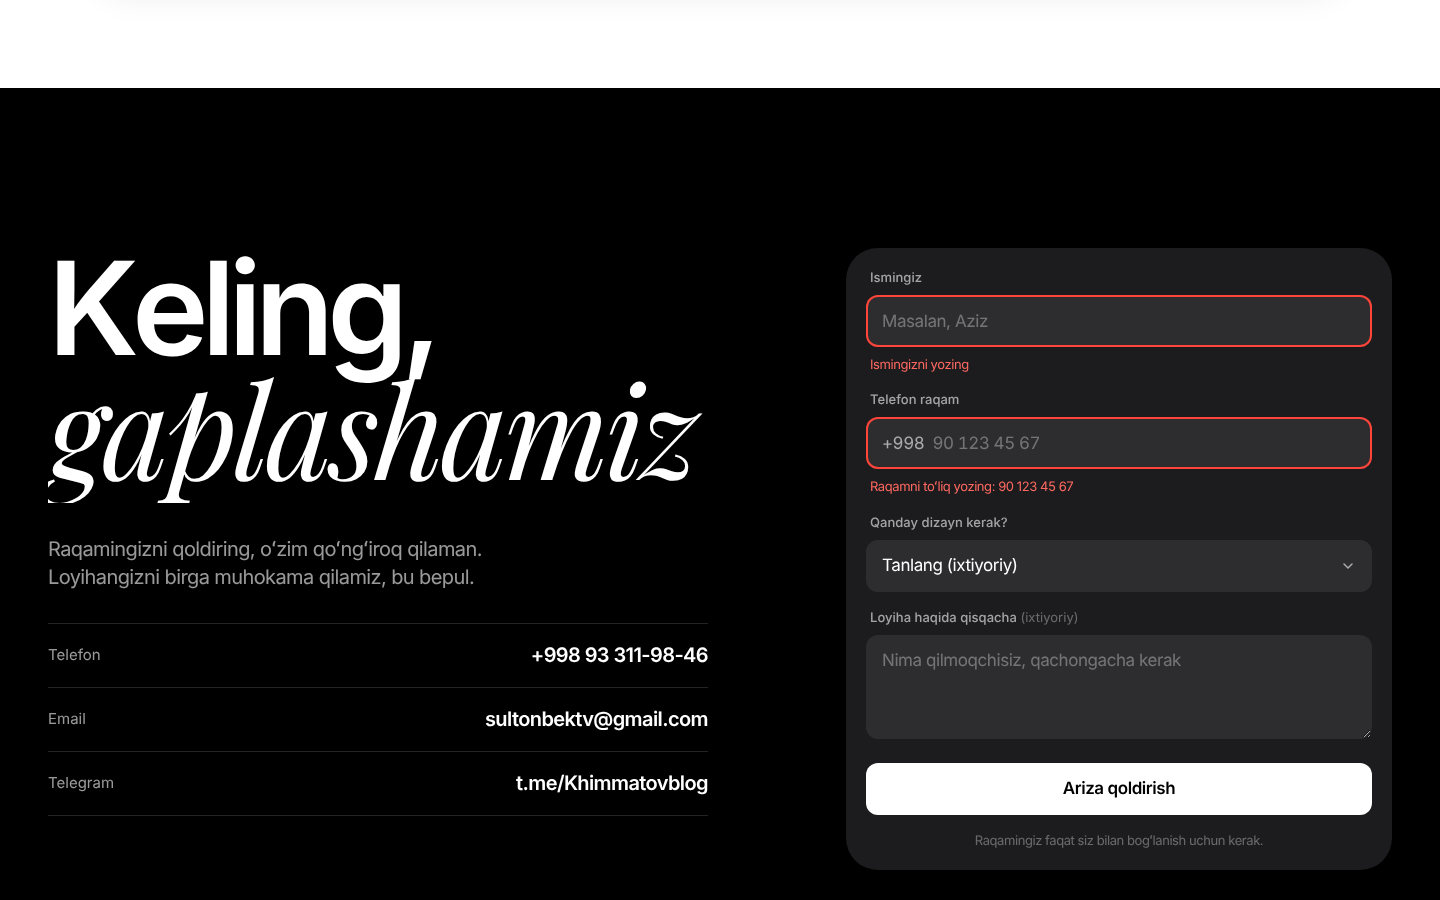 Keling,
gaplashamiz
Raqamingizni qoldiring, oʻzim qoʻngʻiroq qilaman.
Loyihangizni birga muhokama qilamiz, bu bepul.
Telefon
+998 93 311-98-46
Email
sultonbektv@gmail.com
Telegram
t.me/Khimmatovblog
Ismingiz
Masalan, Aziz
Ismingizni yozing
Telefon raqam
+998 90 123 45 67
Raqamni toʻliq yozing: 90 123 45 67
Qanday dizayn kerak?
Tanlang (ixtiyoriy)
Loyiha haqida qisqacha (ixtiyoriy)
Nima qilmoqchisiz, qachongacha kerak
Ariza qoldirish
Raqamingiz faqat siz bilan bogʻlanish uchun kerak.